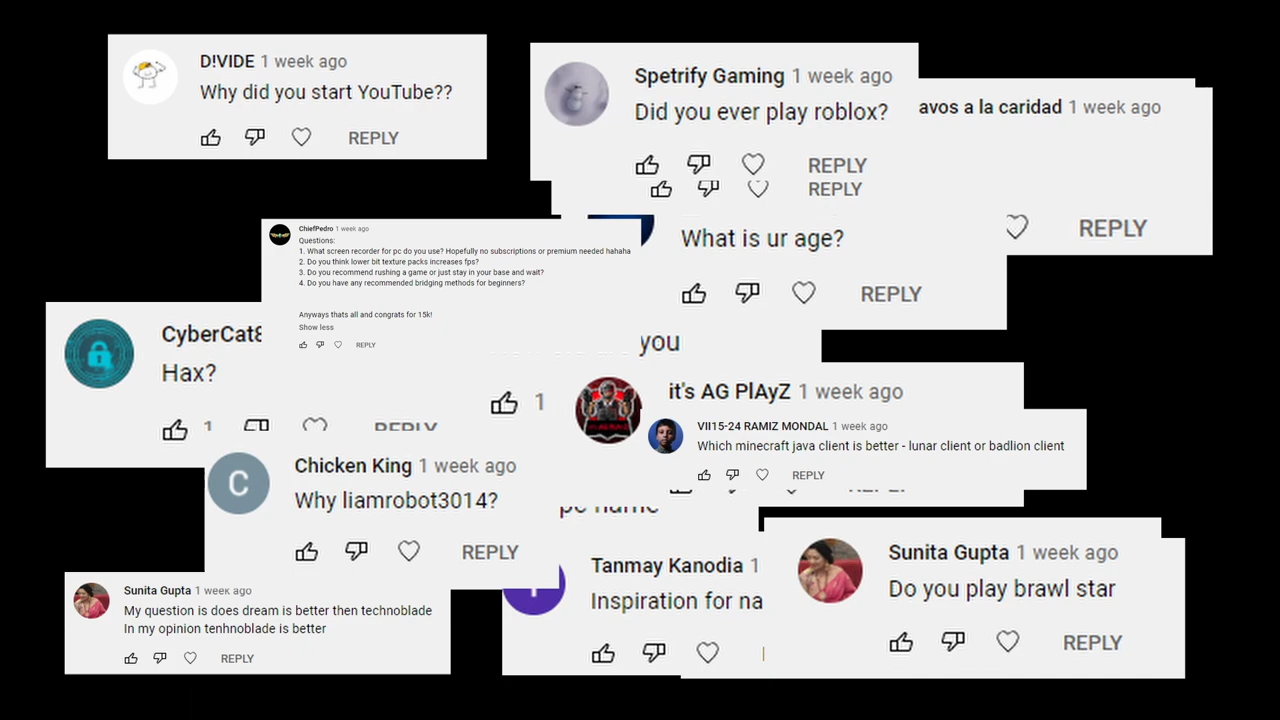 D!VIDE 1 week ago
Why did you start YouTube??
REPLY
Spetrify Gaming 1 week ago
Did you ever play roblox?
REPLY
REPLY
avos a la caridad 1 week ago
REPLY
What is ur age?
REPLY
ChiefPedro 1 week ago
Questions:
1. What screen recorder for pc do you use? Hopefully no subscriptions or premium needed hahaha
2. Do you think lower bit texture packs increases fps?
3. Do you recommend rushing a game or just stay in your base and wait?
4. Do you have any recommended bridging methods for beginners?
Anyways thats all and congrats for 15k!
Show less
REPLY
CyberCat8
Hax?
1 REPLY
you
1
it's AG PlAyZ 1 week ago
VII15-24 RAMIZ MONDAL 1 week ago
Which minecraft java client is better - lunar client or badlion client
REPLY
REPLY
Chicken King 1 week ago
Why liamrobot3014?
REPLY
pc name
Tanmay Kanodia 1
Inspiration for na
Sunita Gupta 1 week ago
Do you play brawl star
REPLY
Sunita Gupta 1 week ago
My question is does dream is better then technoblade
In my opinion tenhnoblade is better
REPLY